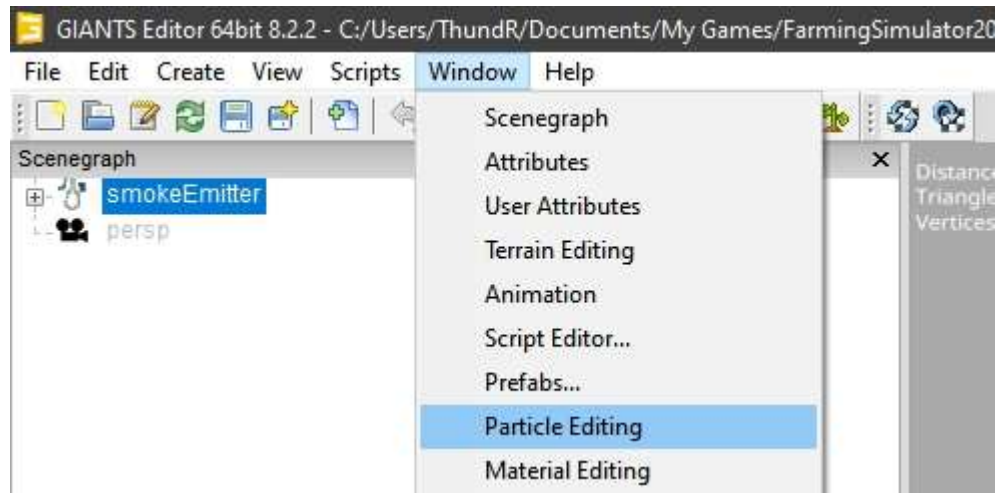 GIANTS Editor 64bit 8.2.2 - C:/Users/ThundR/Documents/My Games/FarmingSimulator20
File Edit Create View Scripts Window Help
Scenegraph
smokeEmitter
persp
Scenegraph
Attributes
User Attributes
Terrain Editing
Animation
Script Editor...
Prefabs...
Particle Editing
Material Editing
Distance
Triangle
Vertices